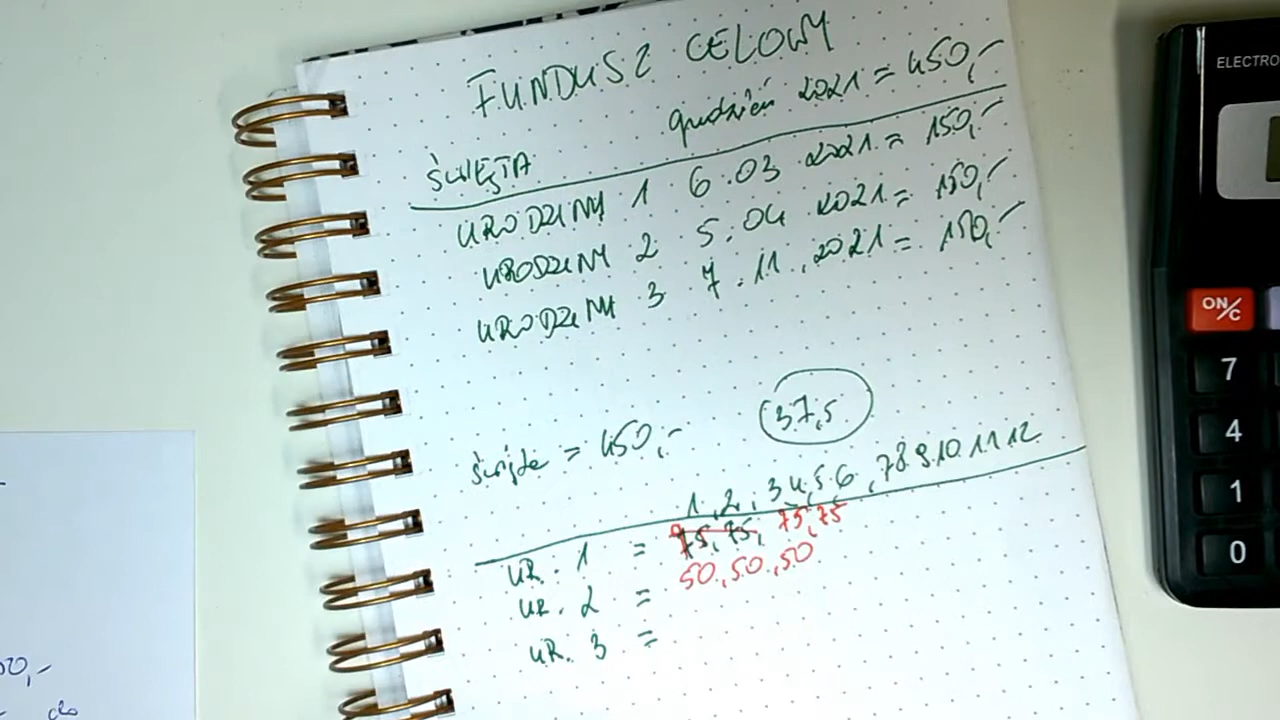 FUNDUSZ CELOWY
ŚWIĘTA grudzień 2021 = 450,-
URODZINY 1 6.03 2021 = 150,-
URODZINY 2 5.04 2021 = 150,-
URODZINY 3 7.11.2021 = 150,-
37,5
święta = 450,-
1,2,3 4,5,6,7 8 9.10.11.12
UR. 1 = 75,75, 75,75
UR. 2 = 50,50,50
UR. 3 =
ELECTRO
ON/C
7
4
1
0
00,-
do